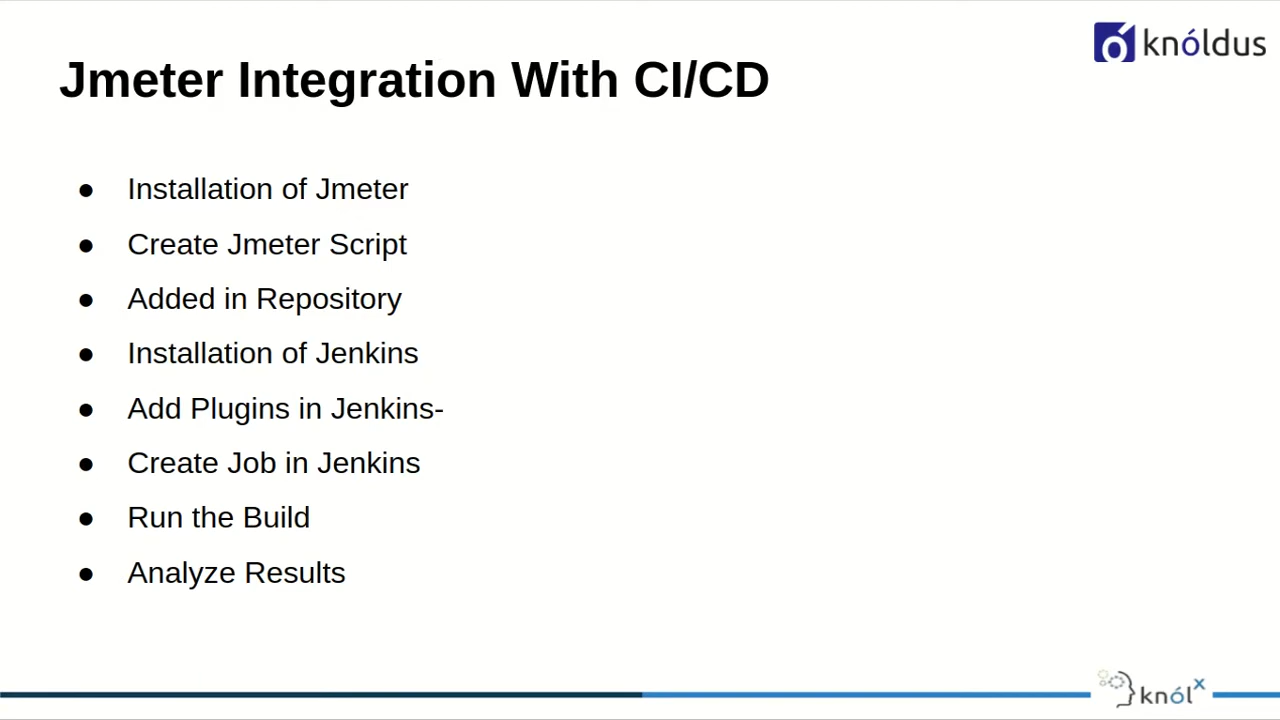 knóldus
Jmeter Integration With CI/CD
● Installation of Jmeter
● Create Jmeter Script
● Added in Repository
● Installation of Jenkins
● Add Plugins in Jenkins-
● Create Job in Jenkins
● Run the Build
● Analyze Results
knólx